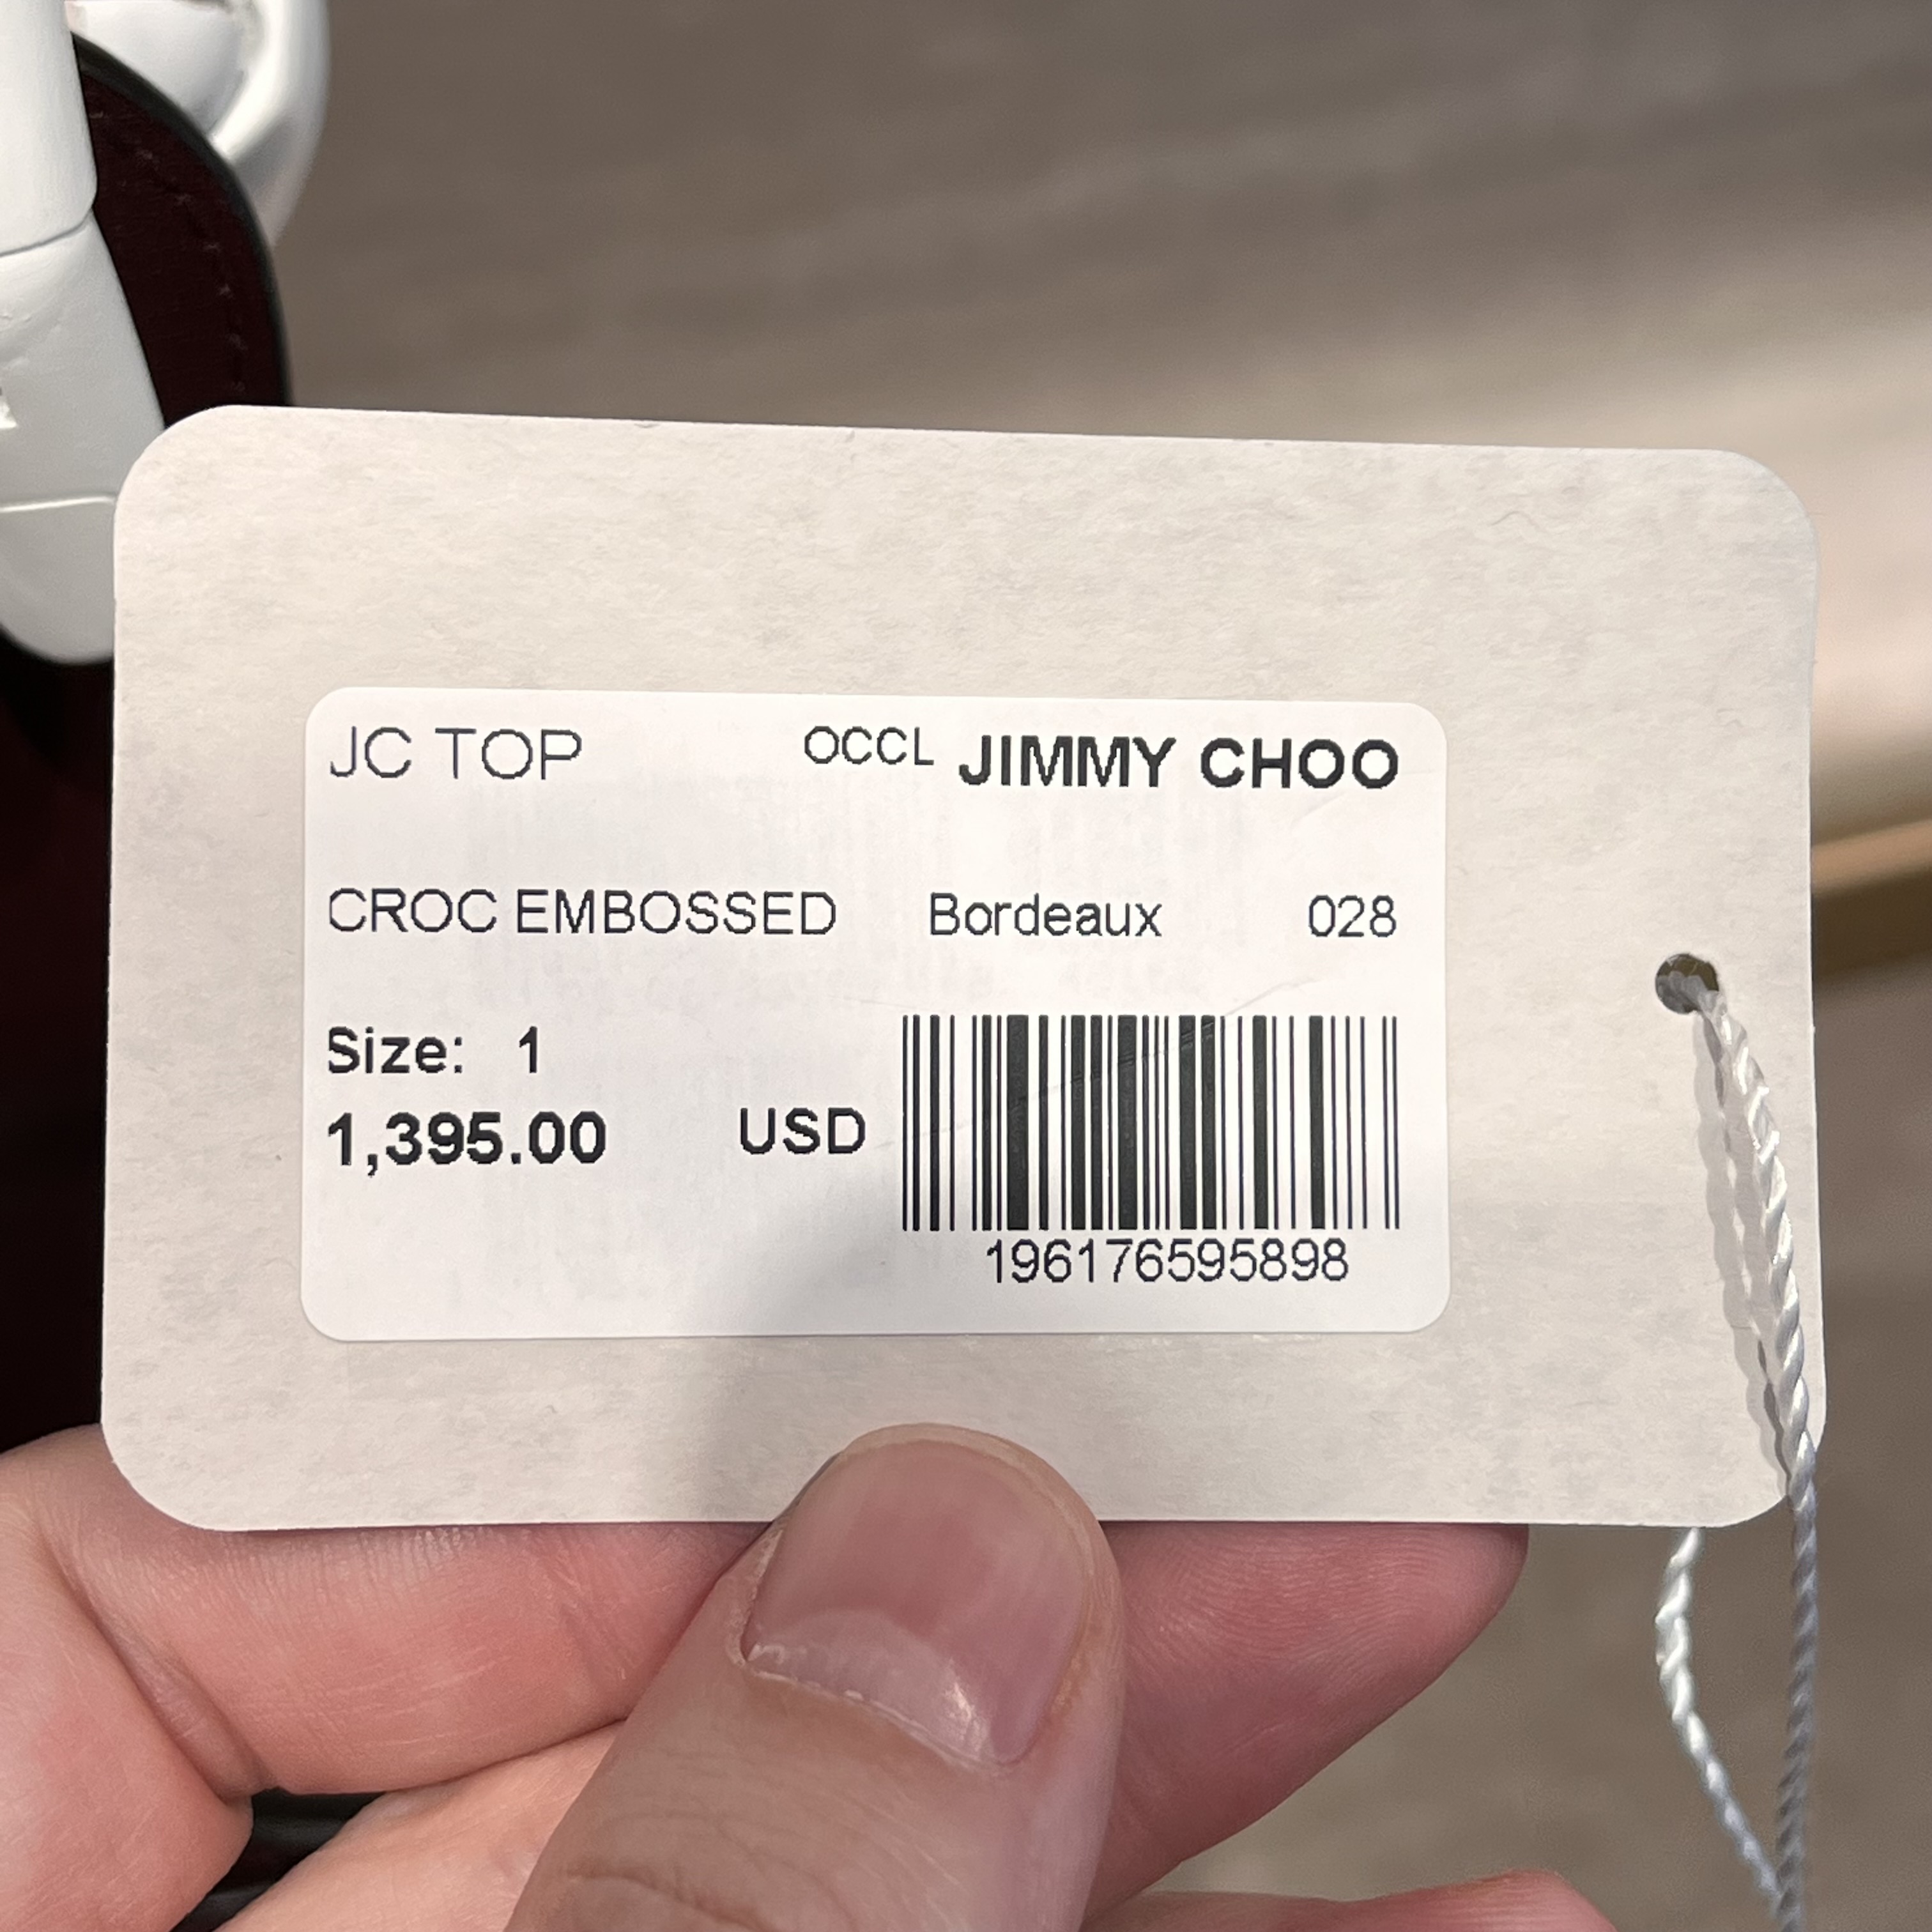 JC TOP OCCL JIMMY CHOO
CROC EMBOSSED Bordeaux 028
Size: 1
1,395.00 USD
196176595898